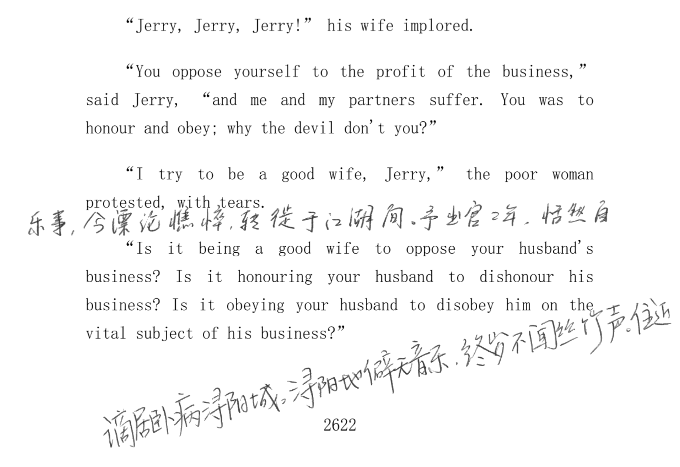 “Jerry, Jerry, Jerry!” his wife implored.
“You oppose yourself to the profit of the business,”
said Jerry, “and me and my partners suffer. You was to
honour and obey; why the devil don't you?”
“I try to be a good wife, Jerry,” the poor woman
protested, with tears.
乐事,今漂沦憔悴,转徙于江湖间。予出官2年,恬然自
“Is it being a good wife to oppose your husband's
business? Is it honouring your husband to dishonour his
business? Is it obeying your husband to disobey him on the
vital subject of his business?”
谪居卧病浔阳城。浔阳地僻无音乐,终岁不闻丝竹声。住近
2622